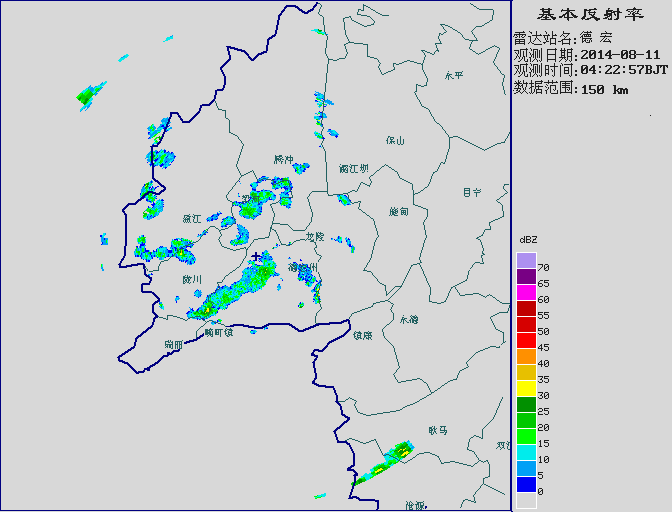 基本反射率
雷达站名:德 宏
观测日期:2014-08-11
观测时间:04:22:57BJT
数据范围:150 km
永平
保山
腾冲
潞江坝
昌宁
施甸
盈江
梁河
龙陵
德宏州
陇川
永德
镇康
畹町镇
瑞丽
耿马
双江
沧源
dBZ
70
65
60
55
50
45
40
35
30
25
20
15
10
5
0